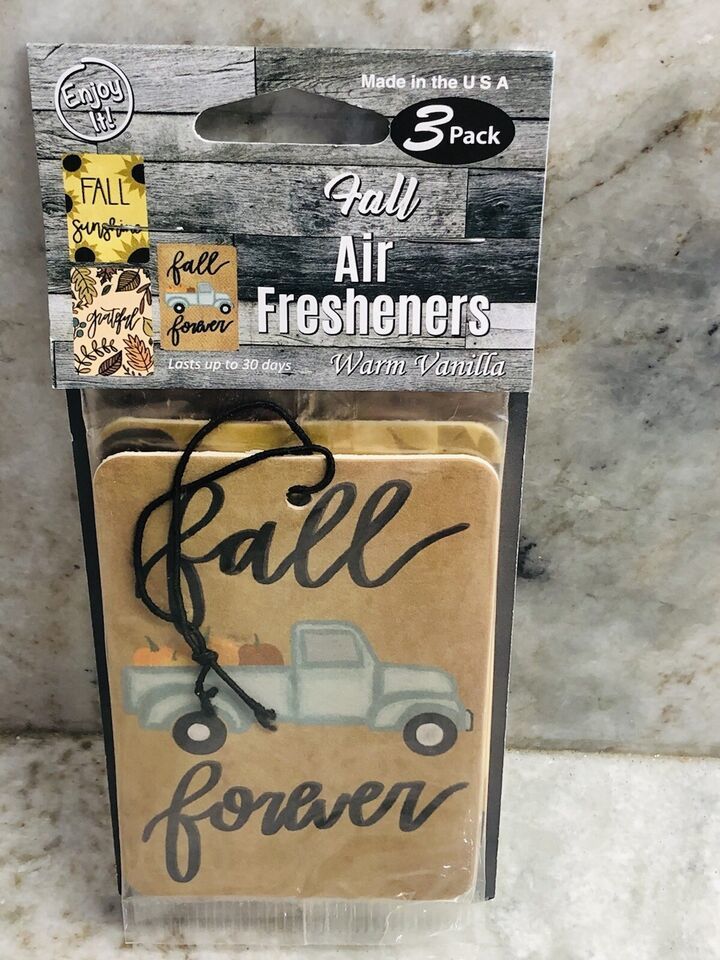 Enjoy
It!
Made in the U S A
3 Pack
Fall
Air
Fresheners
Warm Vanilla
FALL
sunshine
grateful
fall
forever
Lasts up to 30 days
fall
forever